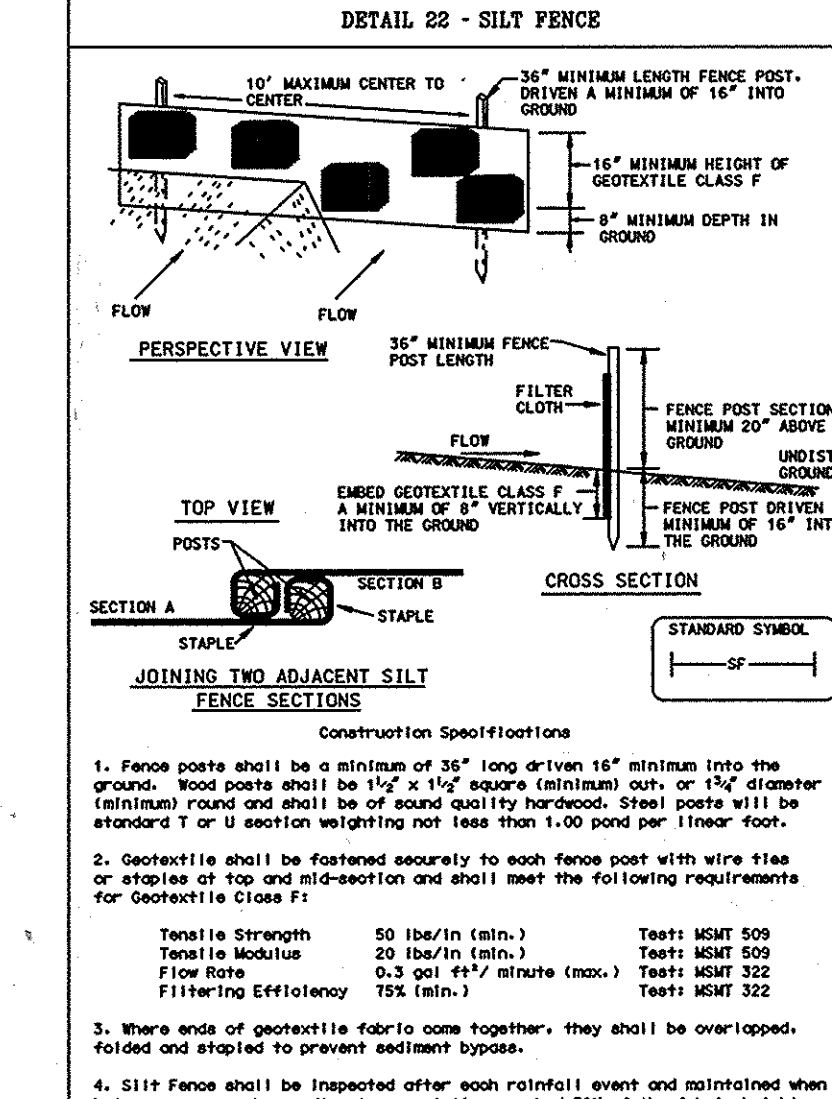 DETAIL 22 - SILT FENCE
10' MAXIMUM CENTER TO
CENTER
36" MINIMUM LENGTH FENCE POST,
DRIVEN A MINIMUM OF 16" INTO
GROUND
16" MINIMUM HEIGHT OF
GEOTEXTILE CLASS F
8" MINIMUM DEPTH IN
GROUND
FLOW
FLOW
PERSPECTIVE VIEW
36" MINIMUM FENCE
POST LENGTH
FILTER
CLOTH
FLOW
FENCE POST SECTION
MINIMUM 20" ABOVE
GROUND
UNDIST
GROUND
EMBED GEOTEXTILE CLASS F
A MINIMUM OF 8" VERTICALLY
INTO THE GROUND
FENCE POST DRIVEN
MINIMUM OF 16" INT
THE GROUND
CROSS SECTION
TOP VIEW
POSTS
SECTION B
SECTION A
STAPLE
STAPLE
JOINING TWO ADJACENT SILT
FENCE SECTIONS
STANDARD SYMBOL
SF
Construction Specifications
1. Fence posts shall be a minimum of 36" long driven 16" minimum into the
ground. Wood posts shall be 1½" x 1½" square (minimum) cut, or 1¾" diameter
(minimum) round and shall be of sound quality hardwood. Steel posts will be
standard T or U section weighting not less than 1.00 pond per linear foot.
2. Geotextile shall be fastened securely to each fence post with wire ties
or staples at top and mid-section and shall meet the following requirements
for Geotextile Class F:
Tensile Strength 50 lbs/in (min.) Test: MSMT 509
Tensile Modulus 20 lbs/in (min.) Test: MSMT 509
Flow Rate 0.3 gal ft²/ minute (max.) Test: MSMT 322
Filtering Efficiency 75% (min.) Test: MSMT 322
3. Where ends of geotextile fabric come together, they shall be overlapped,
folded and stapled to prevent sediment bypass.
4. Silt Fence shall be inspected after each rainfall event and maintained when